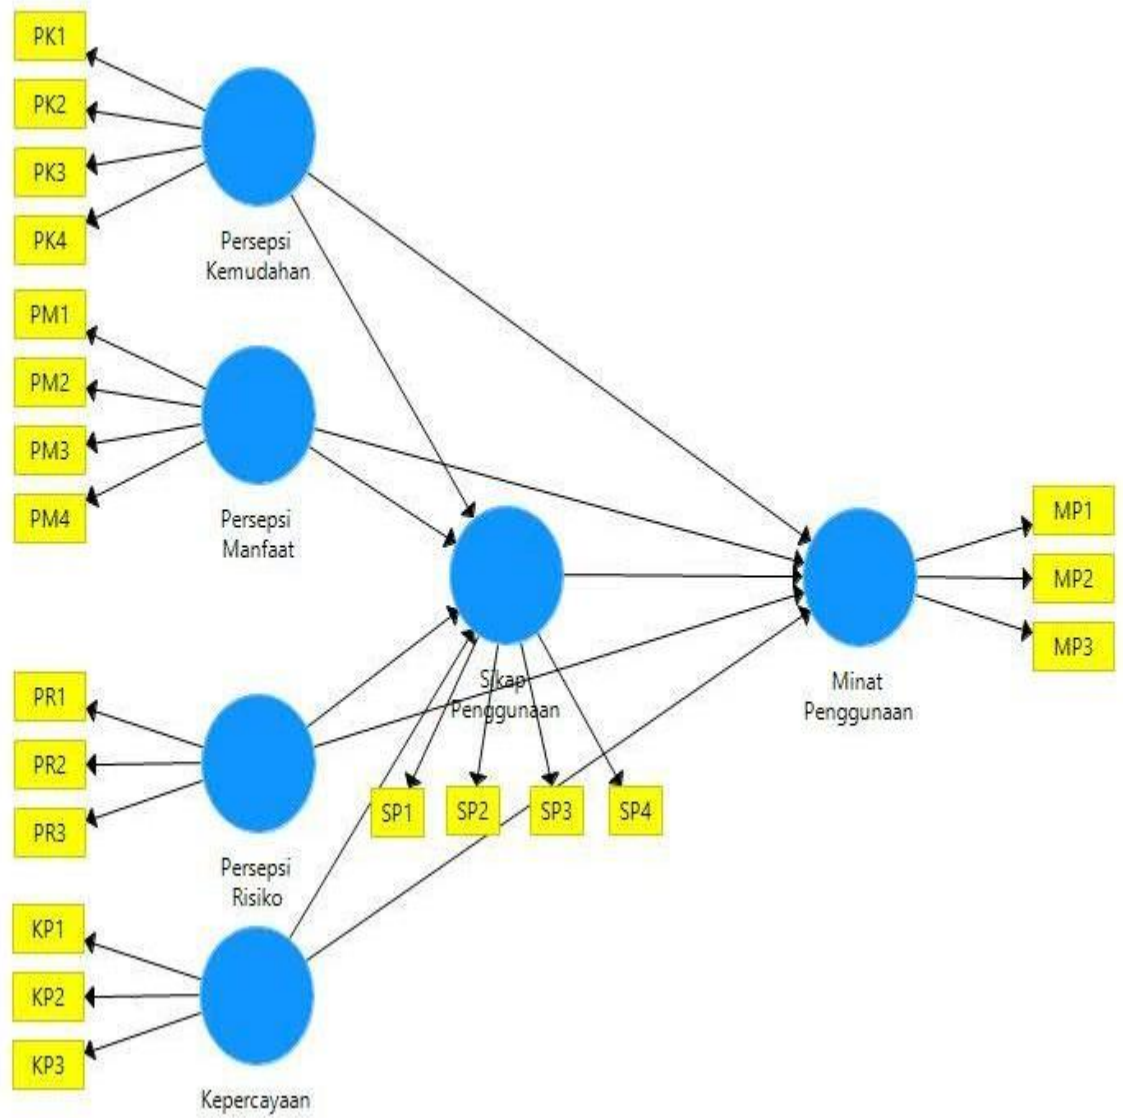 PK1
PK2
PK3
PK4
Persepsi
Kemudahan
PM1
PM2
PM3
PM4
Persepsi
Manfaat
PR1
PR2
PR3
Persepsi
Risiko
KP1
KP2
KP3
Kepercayaan
Sikap
Penggunaan
SP1
SP2
SP3
SP4
Minat
Penggunaan
MP1
MP2
MP3